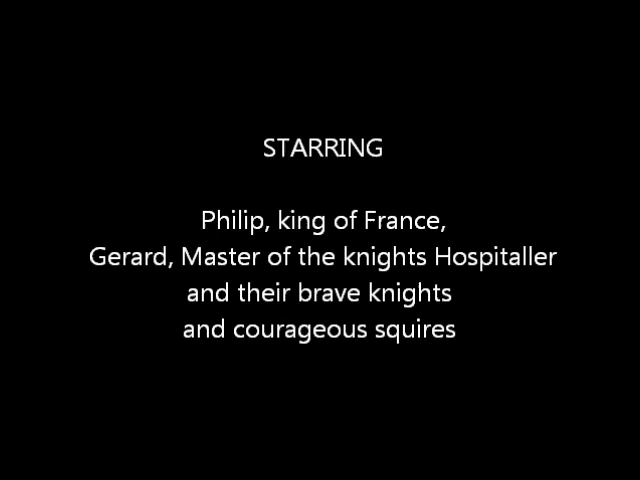 STARRING
Philip, king of France,
Gerard, Master of the knights Hospitaller
and their brave knights
and courageous squires